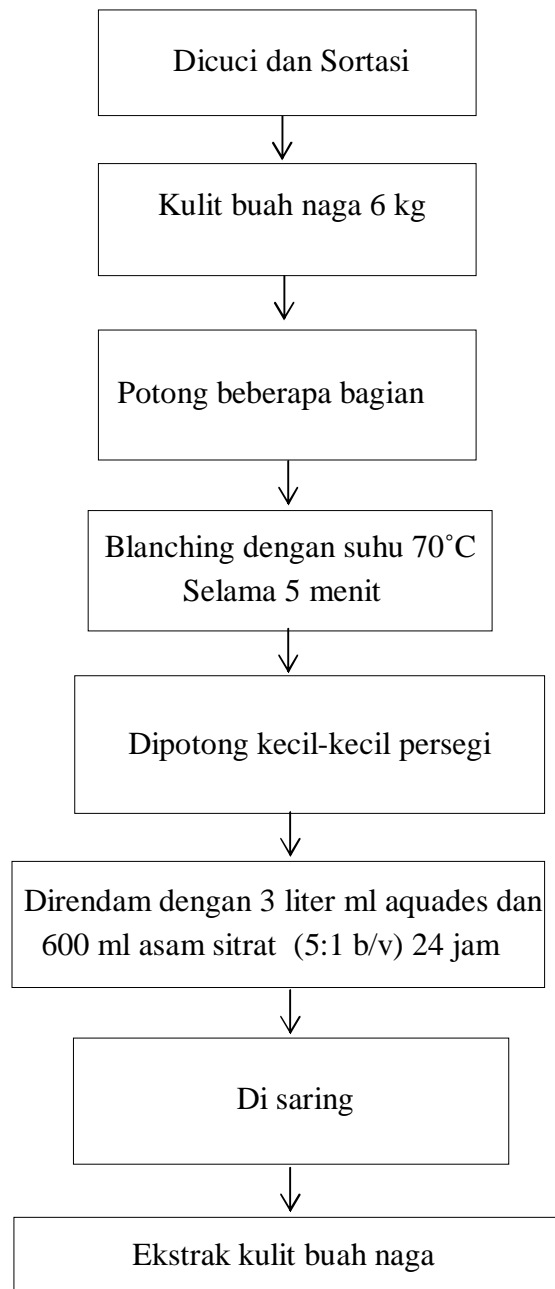 Dicuci dan Sortasi
Kulit buah naga 6 kg
Potong beberapa bagian
Blanching dengan suhu 70˚C
Selama 5 menit
Dipotong kecil-kecil persegi
Direndam dengan 3 liter ml aquades dan
600 ml asam sitrat (5:1 b/v) 24 jam
Di saring
Ekstrak kulit buah naga